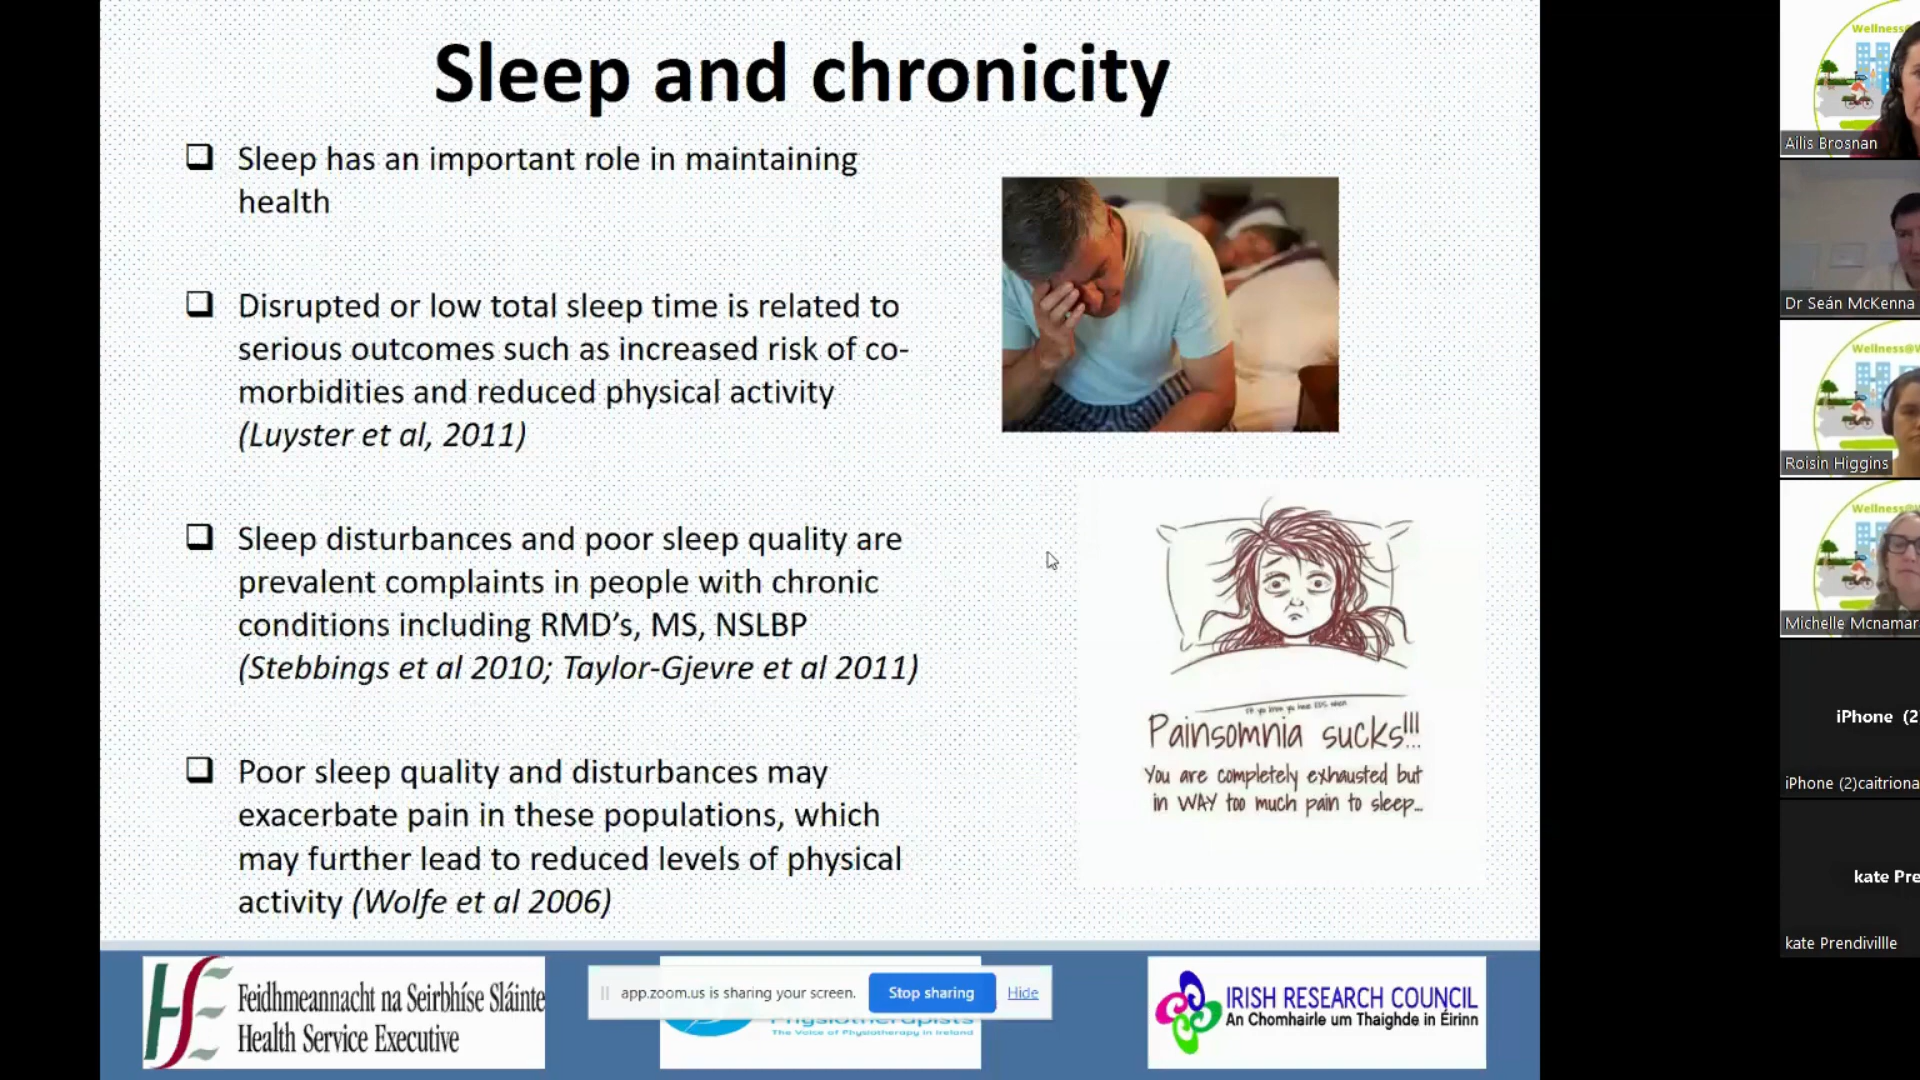 Sleep and chronicity
Sleep has an important role in maintaining
health
Disrupted or low total sleep time is related to
serious outcomes such as increased risk of co-
morbidities and reduced physical activity
(Luyster et al, 2011)
Sleep disturbances and poor sleep quality are
prevalent complaints in people with chronic
conditions including RMD’s, MS, NSLBP
(Stebbings et al 2010; Taylor-Gjevre et al 2011)
Poor sleep quality and disturbances may
exacerbate pain in these populations, which
may further lead to reduced levels of physical
activity (Wolfe et al 2006)
Painsomnia sucks!!!
You are completely exhausted but
in WAY too much pain to sleep...
Feidhmeannacht na Seirbhíse Sláinte
Health Service Executive
app.zoom.us is sharing your screen.
Stop sharing
Hide
Physiotherapists
The Voice of Physiotherapy in Ireland
IRISH RESEARCH COUNCIL
An Chomhairle um Thaighde in Éirinn
Wellness
Ailis Brosnan
Dr Seán McKenna
Wellness@W
Roisin Higgins
Wellness@W
Michelle Mcnamar
iPhone (2
iPhone (2)caitriona
kate Pre
kate Prendivillle